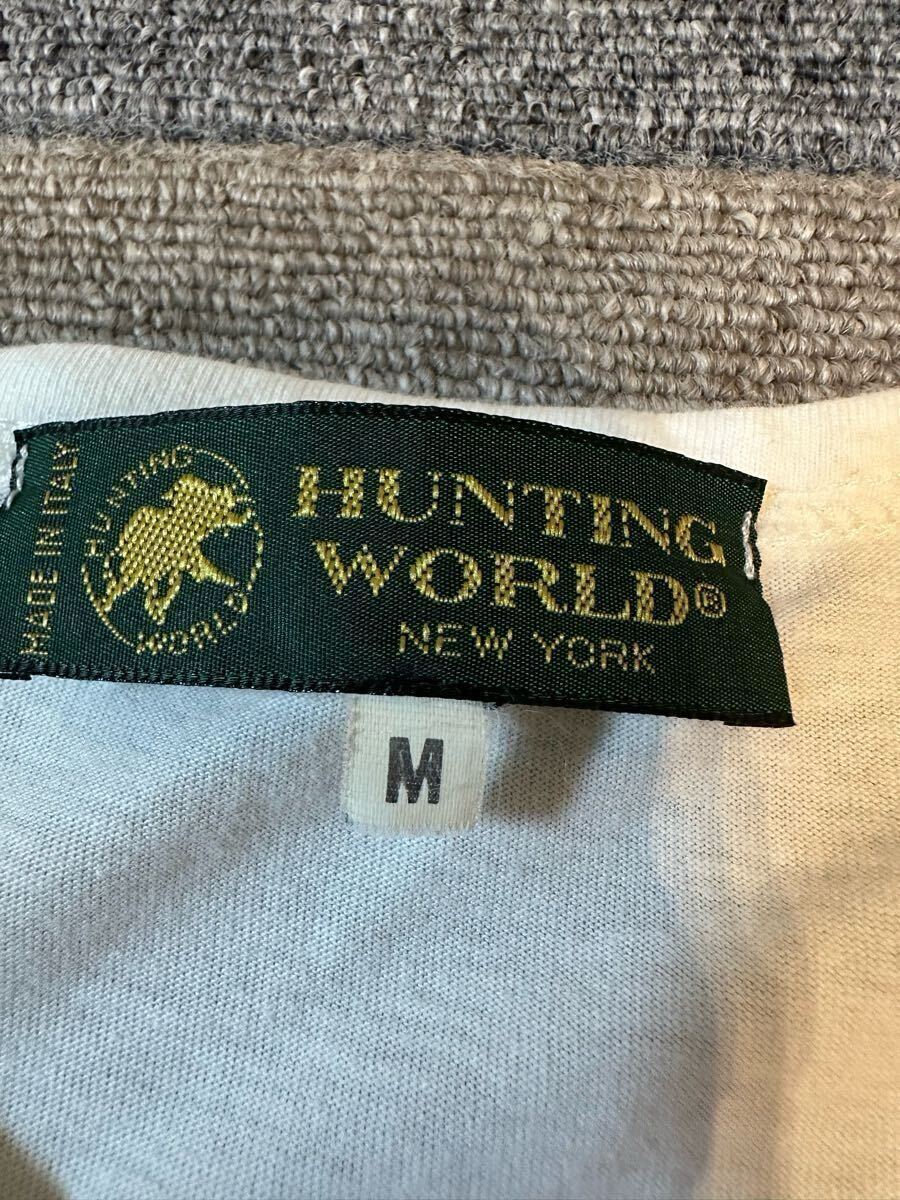 MADE IN ITALY
HUNTING
WORLD
HUNTING
WORLD®
NEW YORK
M